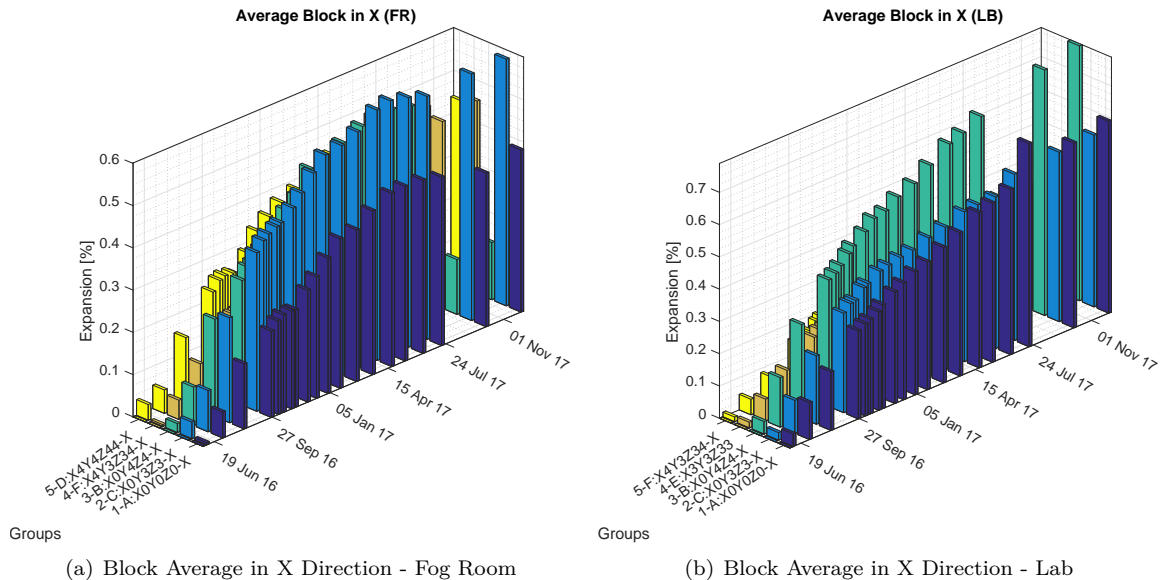 Average Block in X (FR)
0.6
0.5
0.4
0.3
0.2
0.1
0
Expansion [%]
5-D:X4Y4Z44-X
4-F:X4Y3Z34-X
3-B:X0Y4Z4-X
2-C:X0Y3Z3-X
1-A:X0Y0Z0-X
Groups
19 Jun 16
27 Sep 16
05 Jan 17
15 Apr 17
24 Jul 17
01 Nov 17
(a) Block Average in X Direction - Fog Room
Average Block in X (LB)
0.7
0.6
0.5
0.4
0.3
0.2
0.1
0
Expansion [%]
5-F:X4Y3Z34-X
4-E:X3Y3Z33
3-B:X0Y4Z4-X
2-C:X0Y3Z3-X
1-A:X0Y0Z0-X
Groups
19 Jun 16
27 Sep 16
05 Jan 17
15 Apr 17
24 Jul 17
01 Nov 17
(b) Block Average in X Direction - Lab